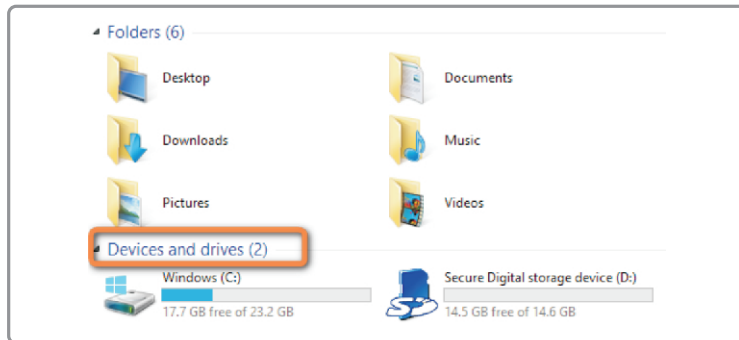 Folders (6)
Desktop
Documents
Downloads
Music
Pictures
Videos
Devices and drives (2)
Windows (C:)
17.7 GB free of 23.2 GB
Secure Digital storage device (D:)
14.5 GB free of 14.6 GB